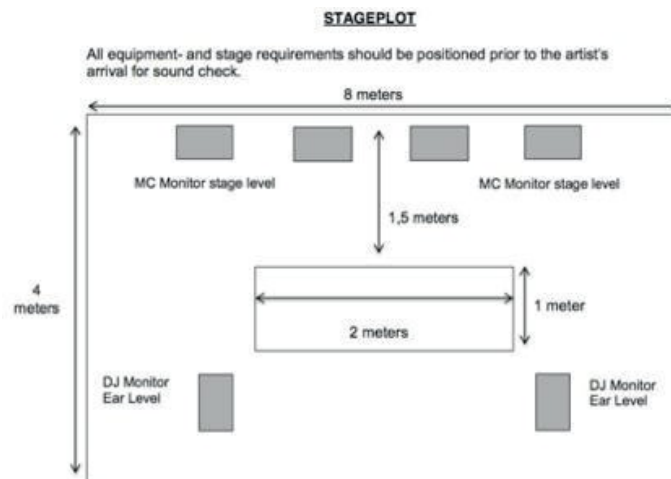 STAGEPLOT
All equipment- and stage requirements should be positioned prior to the artist's
arrival for sound check.
8 meters
MC Monitor stage level
MC Monitor stage level
1,5 meters
4
meters
1 meter
2 meters
DJ Monitor
Ear Level
DJ Monitor
Ear Level